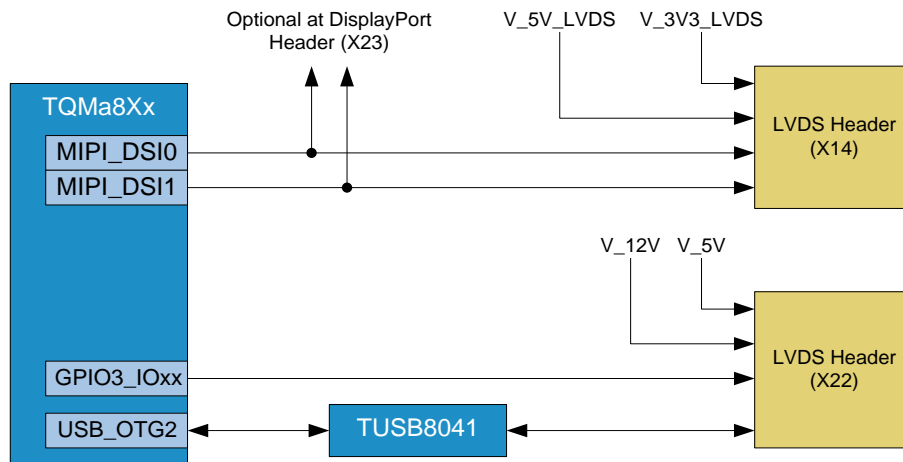 Optional at DisplayPort
Header (X23)
V_5V_LVDS
V_3V3_LVDS
TQMa8Xx
MIPI_DSI0
MIPI_DSI1
LVDS Header
(X14)
V_12V
V_5V
GPIO3_IOxx
USB_OTG2
TUSB8041
LVDS Header
(X22)